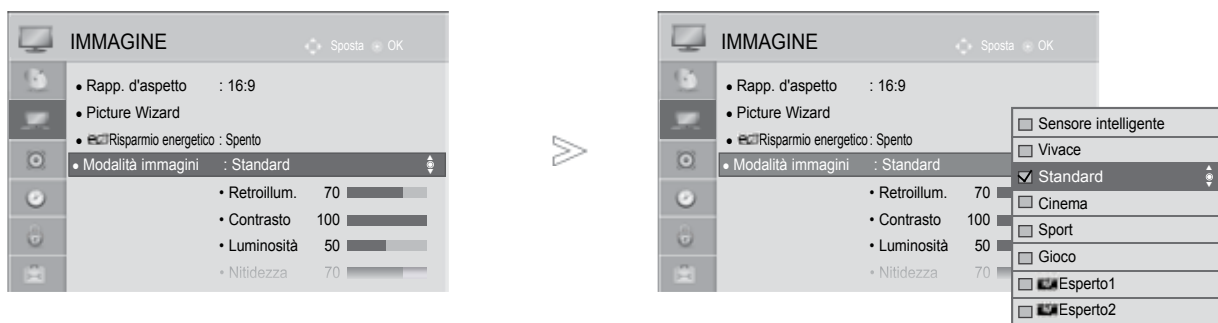 IMMAGINE
Sposta OK
• Rapp. d'aspetto : 16:9
• Picture Wizard
• Risparmio energetico : Spento
• Modalità immagini : Standard
• Retroillum. 70
• Contrasto 100
• Luminosità 50
• Nitidezza 70
IMMAGINE
Sposta OK
• Rapp. d'aspetto : 16:9
• Picture Wizard
• Risparmio energetico : Spento
• Modalità immagini : Standard
• Retroillum. 70
• Contrasto 100
• Luminosità 50
• Nitidezza 70
Sensore intelligente
Vivace
Standard
Cinema
Sport
Gioco
Esperto1
Esperto2